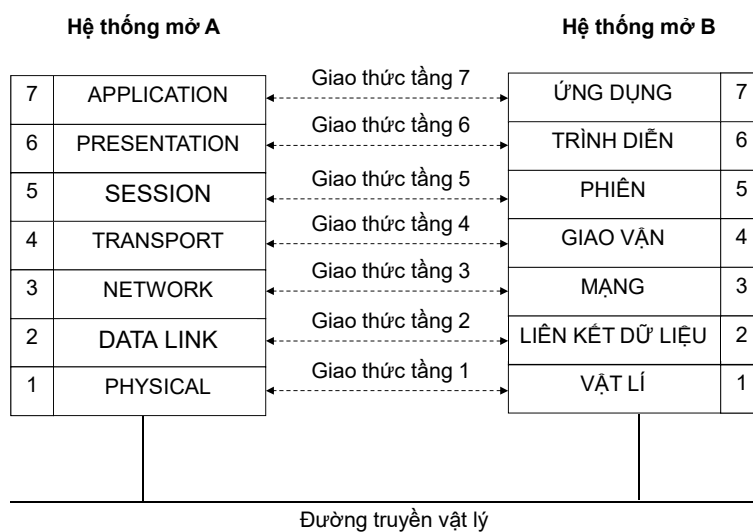 Hệ thống mở A Hệ thống mở B
7 APPLICATION Giao thức tầng 7 ỨNG DỤNG 7
6 PRESENTATION Giao thức tầng 6 TRÌNH DIỄN 6
5 SESSION Giao thức tầng 5 PHIÊN 5
4 TRANSPORT Giao thức tầng 4 GIAO VẬN 4
3 NETWORK Giao thức tầng 3 MẠNG 3
2 DATA LINK Giao thức tầng 2 LIÊN KẾT DỮ LIỆU 2
1 PHYSICAL Giao thức tầng 1 VẬT LÍ 1
Đường truyền vật lý